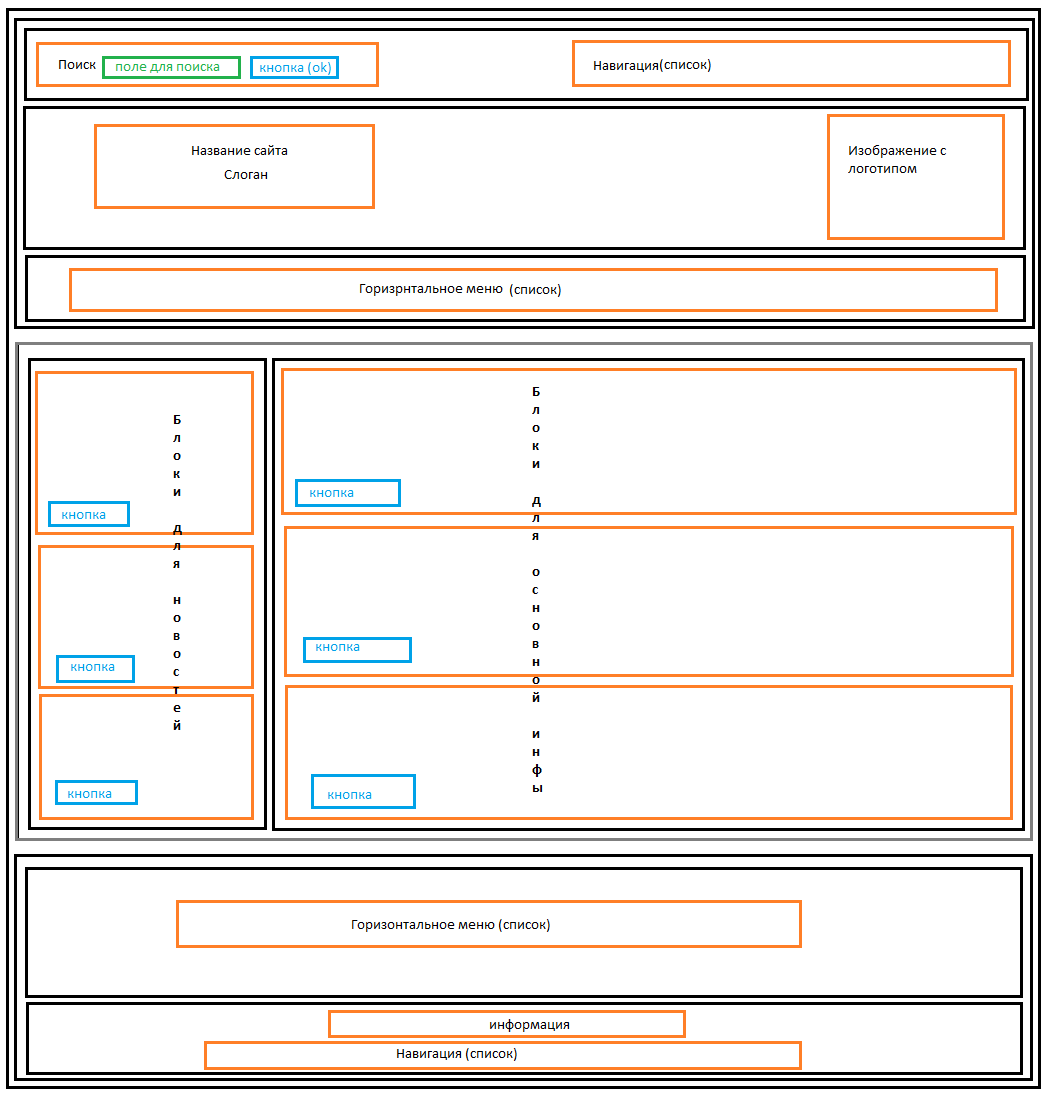 Поиск
поле для поиска
кнопка (ok)
Навигация(список)
Название сайта
Слоган
Изображение с
логотипом
Горизрнтальное меню (список)
Блоки для новостей
кнопка
кнопка
кнопка
Блоки для основной инфы
кнопка
кнопка
кнопка
Горизонтальное меню (список)
информация
Навигация (список)